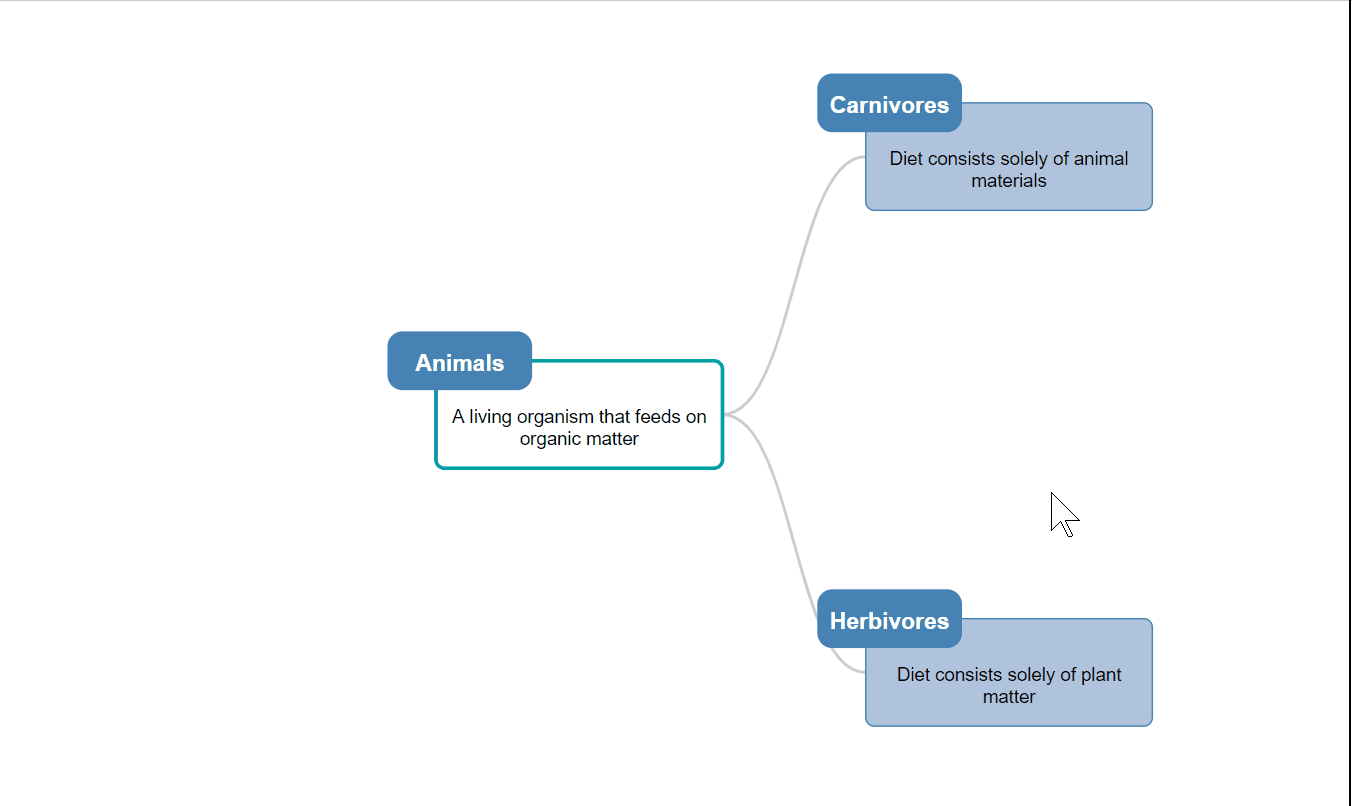 Carnivores
Diet consists solely of animal
materials
Animals
A living organism that feeds on
organic matter
Herbivores
Diet consists solely of plant
matter